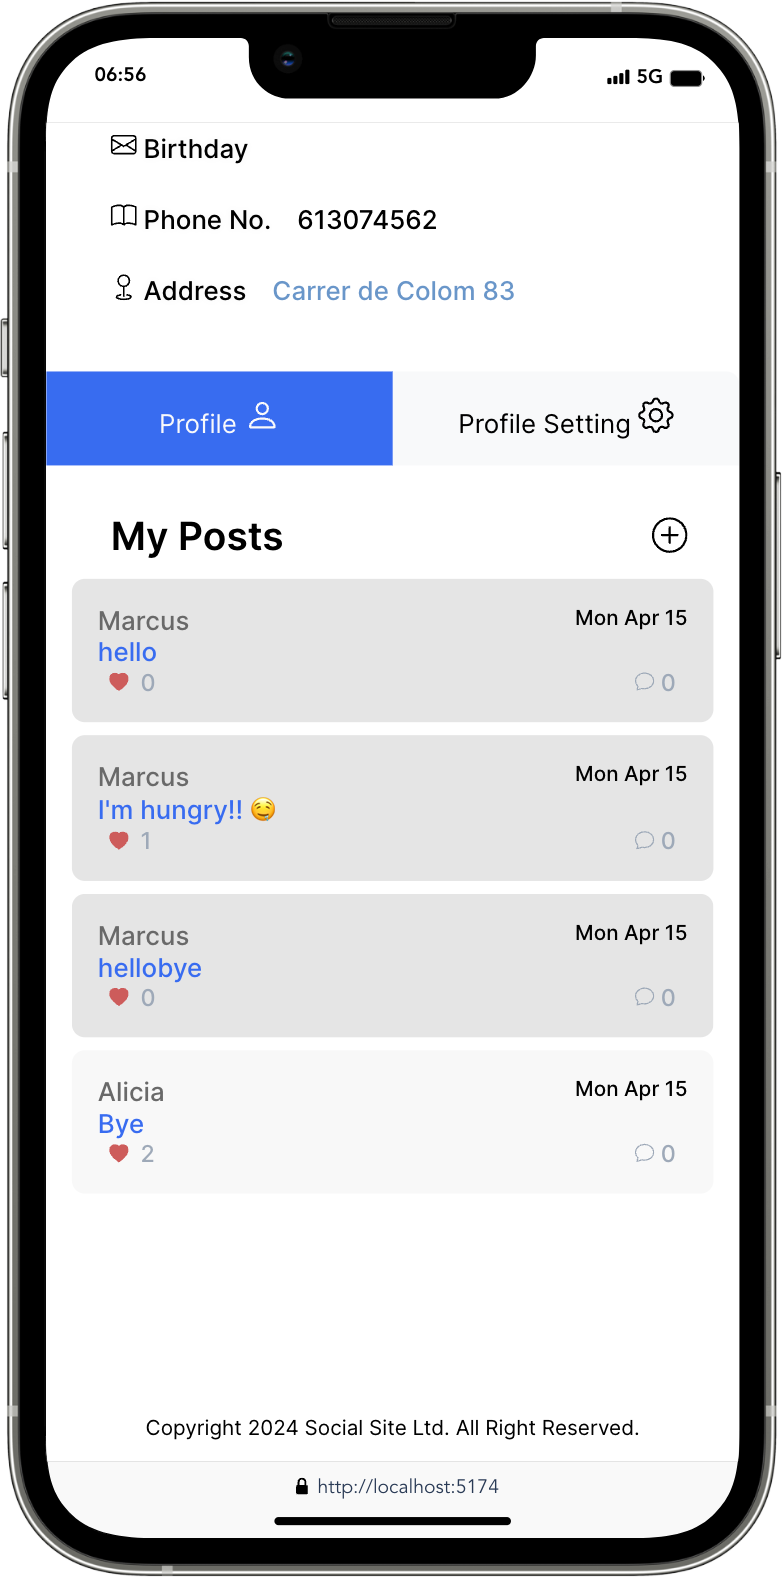 06:56 5G
Birthday
Phone No. 613074562
Address Carrer de Colom 83
Profile Profile Setting
My Posts
Marcus Mon Apr 15
hello
0 0
Marcus Mon Apr 15
I'm hungry!! 🤤
1 0
Marcus Mon Apr 15
hellobye
0 0
Alicia Mon Apr 15
Bye
2 0
Copyright 2024 Social Site Ltd. All Right Reserved.
http://localhost:5174